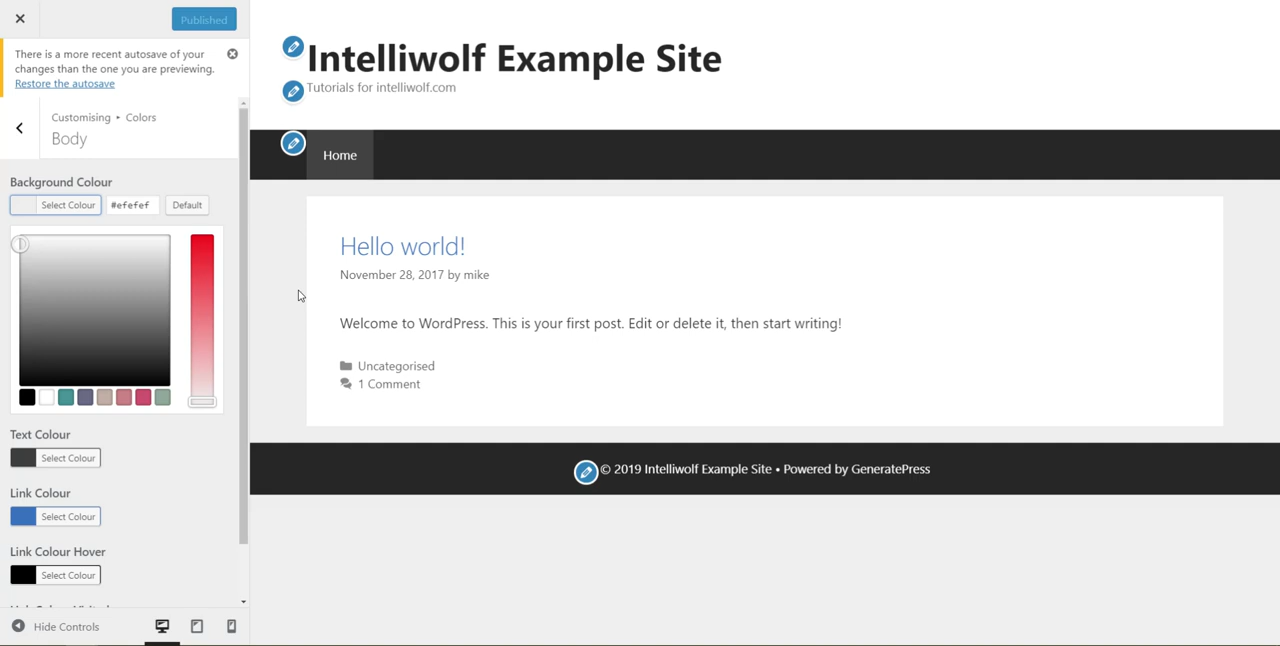 Published
There is a more recent autosave of your
changes than the one you are previewing.
Restore the autosave
Customising • Colors
Body
Background Colour
Select Colour
#efefef
Default
Text Colour
Select Colour
Link Colour
Select Colour
Link Colour Hover
Select Colour
Hide Controls
Intelliwolf Example Site
Tutorials for intelliwolf.com
Home
Hello world!
November 28, 2017 by mike
Welcome to WordPress. This is your first post. Edit or delete it, then start writing!
Uncategorised
1 Comment
© 2019 Intelliwolf Example Site • Powered by GeneratePress